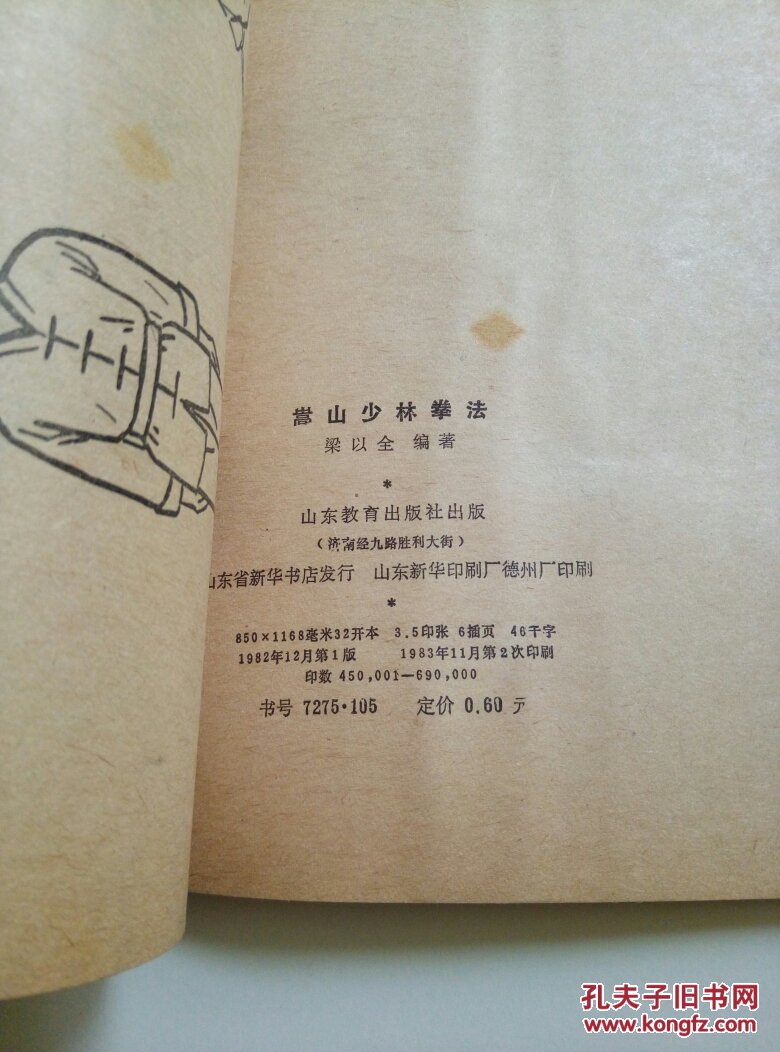 嵩山少林拳法
梁以全 编著
*
山东教育出版社出版
（济南经九路胜利大街）
山东省新华书店发行 山东新华印刷厂德州厂印刷
*
850×1168毫米32开本 3.5印张 6插页 46千字
1982年12月第1版 1983年11月第2次印刷
印数 450,001—690,000
书号 7275·105 定价 0.60元
孔夫子旧书网
www.kongfz.com